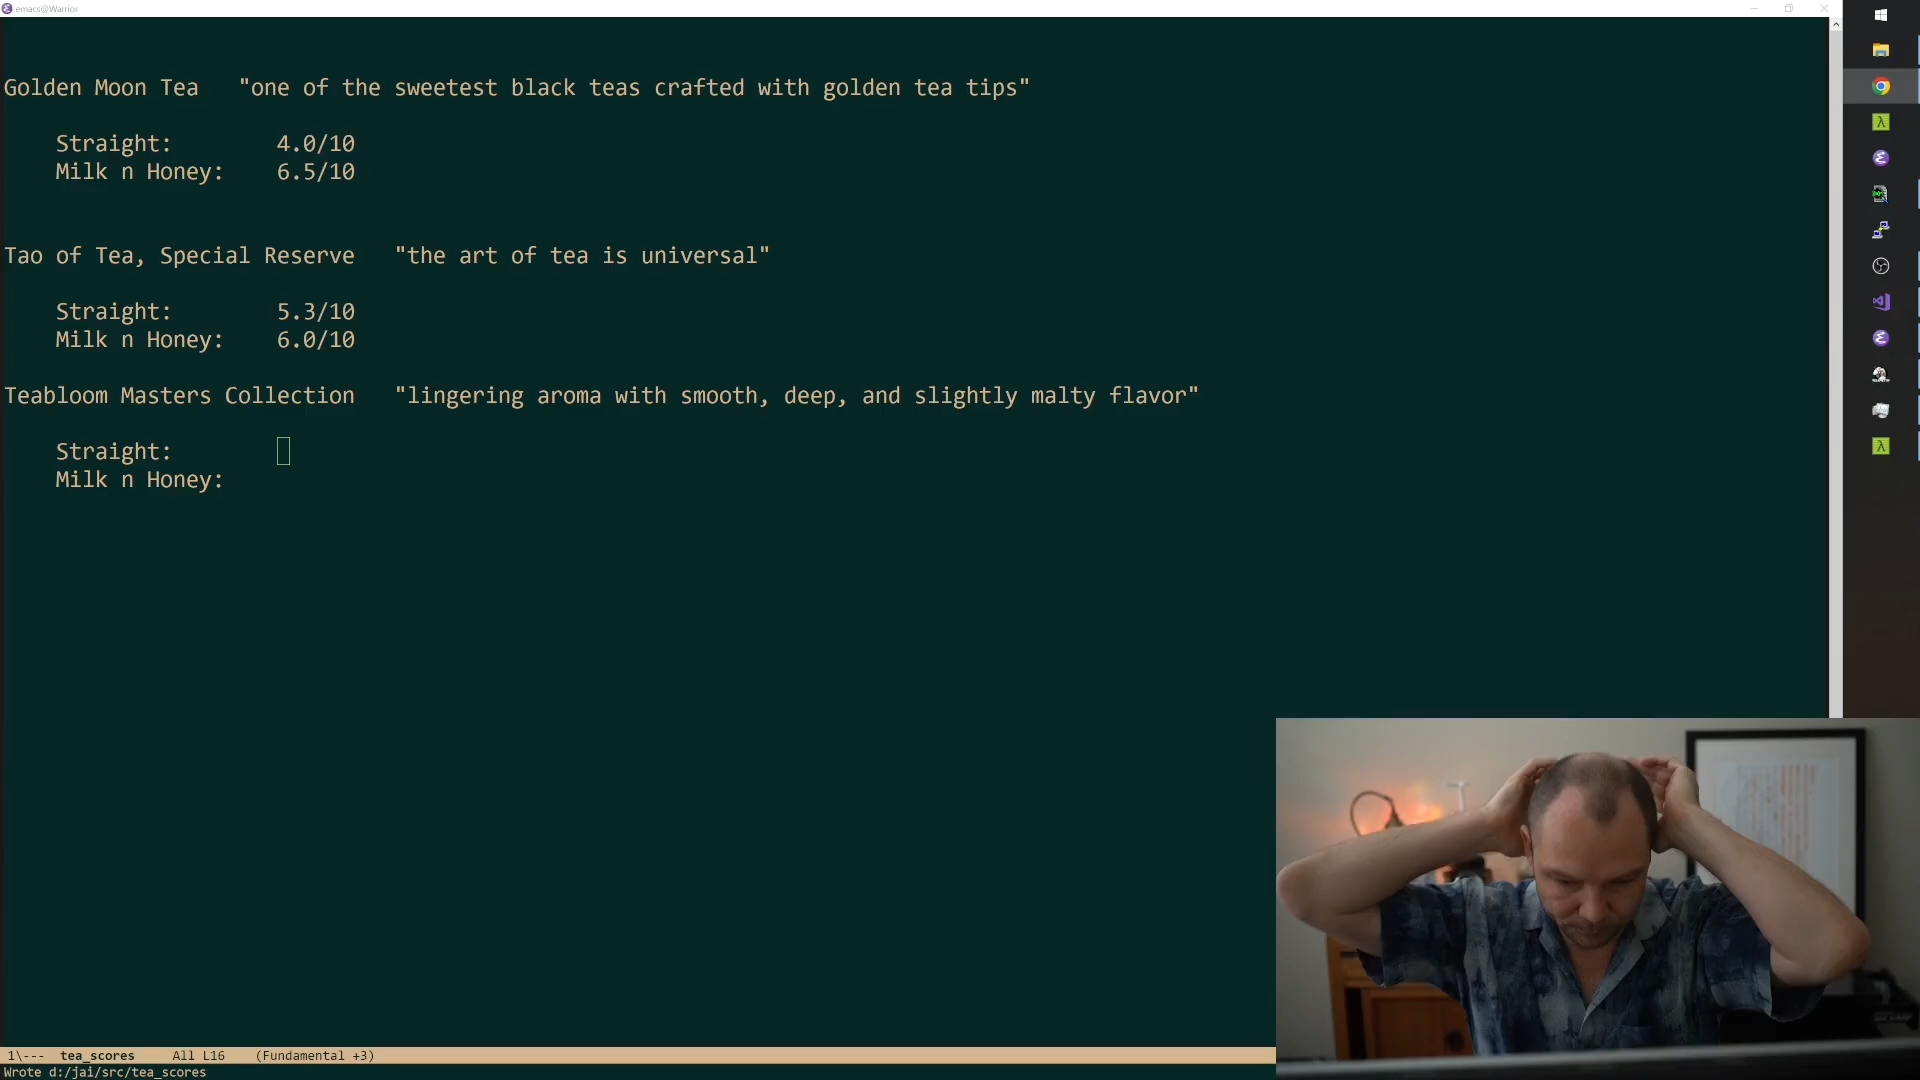 emacs@Warrior
Golden Moon Tea   "one of the sweetest black teas crafted with golden tea tips"
Straight:        4.0/10
Milk n Honey:    6.5/10
Tao of Tea, Special Reserve   "the art of tea is universal"
Straight:        5.3/10
Milk n Honey:    6.0/10
Teabloom Masters Collection   "lingering aroma with smooth, deep, and slightly malty flavor"
Straight:
Milk n Honey:
1\---  tea_scores     All L16    (Fundamental +3)
Wrote d:/jai/src/tea_scores